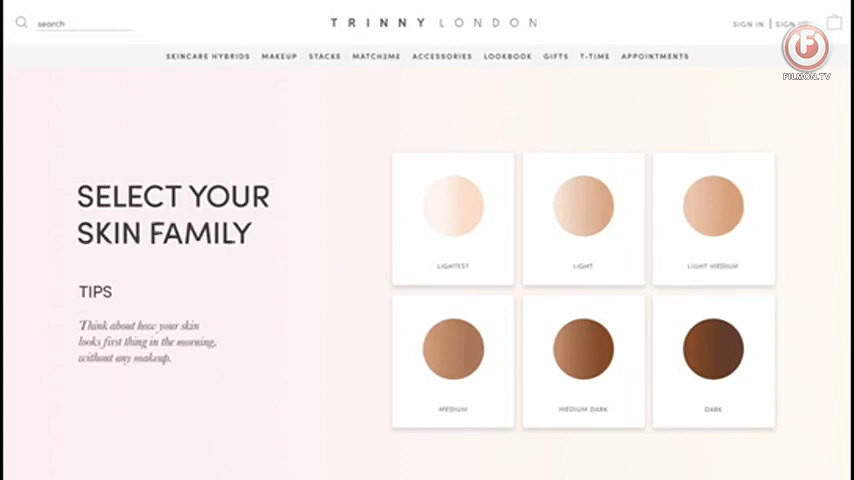 search
TRINNY LONDON
SIGN IN | SIGN UP
SKINCARE HYBRIDS MAKEUP STACKS MATCH2ME ACCESSORIES LOOKBOOK GIFTS T-TIME APPOINTMENTS
F
FILMON.TV
SELECT YOUR
SKIN FAMILY
TIPS
Think about how your skin
looks first thing in the morning,
without any makeup.
LIGHTEST
LIGHT
LIGHT MEDIUM
MEDIUM
MEDIUM DARK
DARK